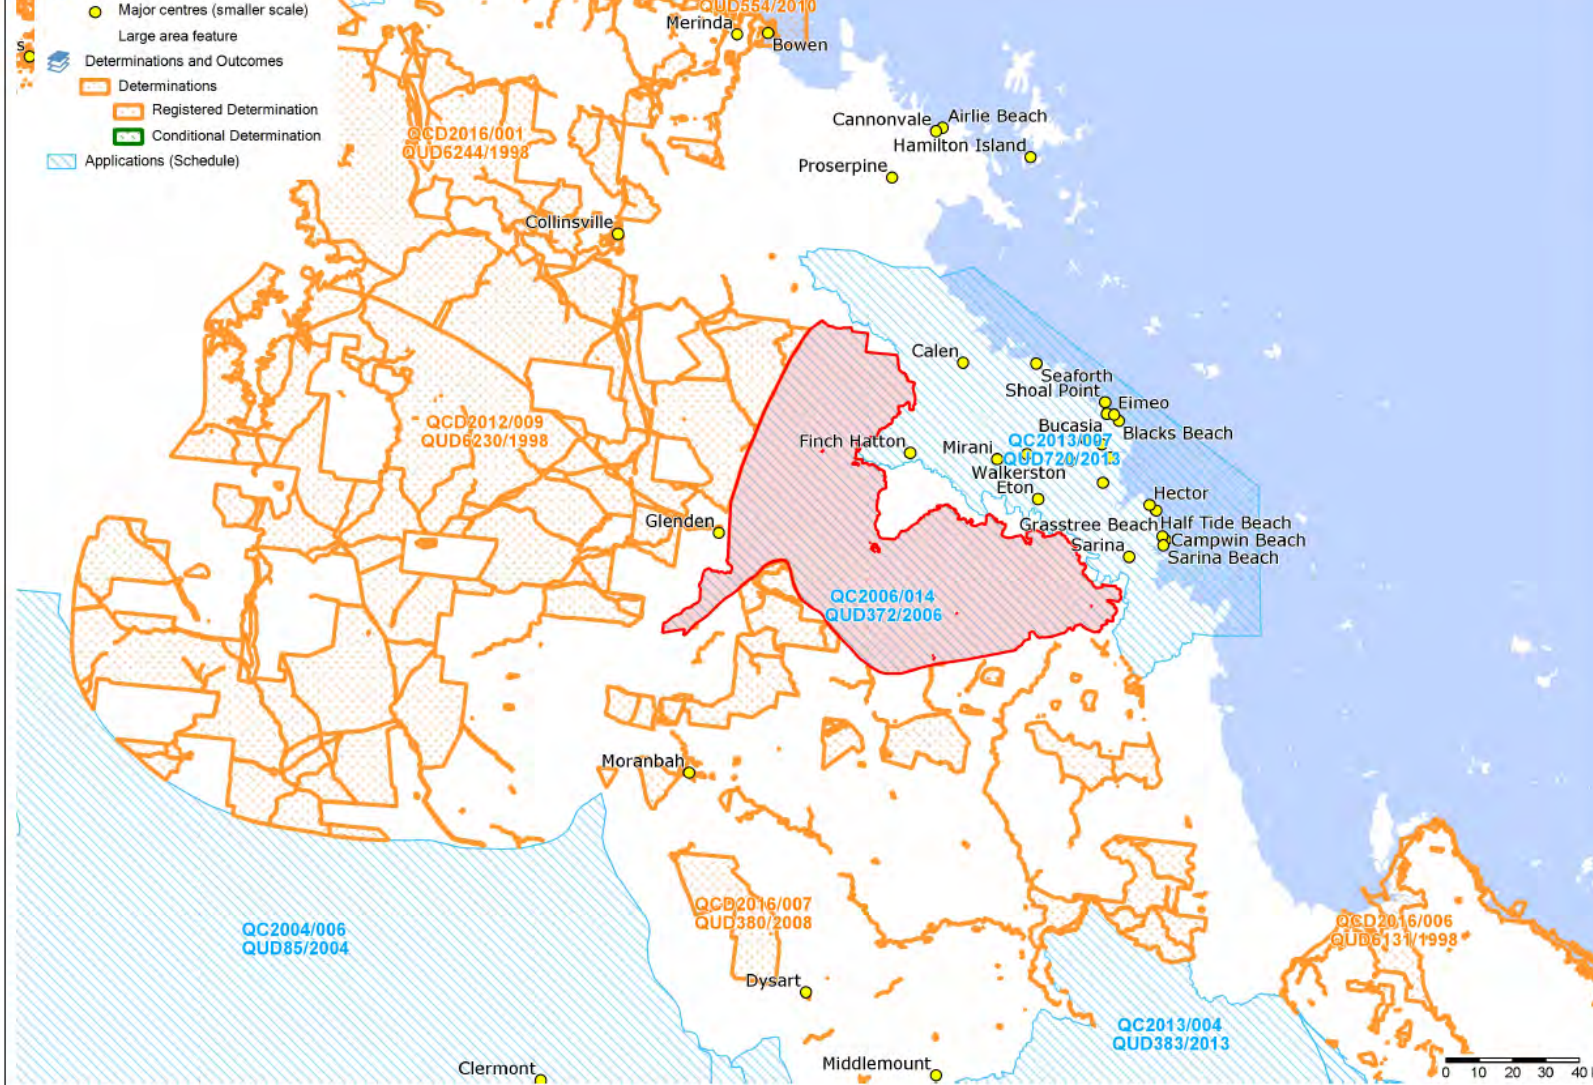 Major centres (smaller scale)
Large area feature
Determinations and Outcomes
Determinations
Registered Determination
Conditional Determination
Applications (Schedule)
s
QUD554/2010
Merinda
Bowen
QCD2016/001
QUD6244/1998
Cannonvale
Airlie Beach
Hamilton Island
Proserpine
Collinsville
Calen
Seaforth
Shoal Point
Eimeo
Bucasia
Blacks Beach
QCD2012/009
QUD6230/1998
Finch Hatton
Mirani
QC2013/007
QUD720/2013
Walkerston
Eton
Hector
Glenden
Grasstree Beach
Half Tide Beach
Campwin Beach
Sarina
Sarina Beach
QC2006/014
QUD372/2006
Moranbah
QCD2016/007
QUD380/2008
QC2004/006
QUD85/2004
QCD2016/006
QUD6131/1998
Dysart
QC2013/004
QUD383/2013
Middlemount
Clermont
0 10 20 30 40